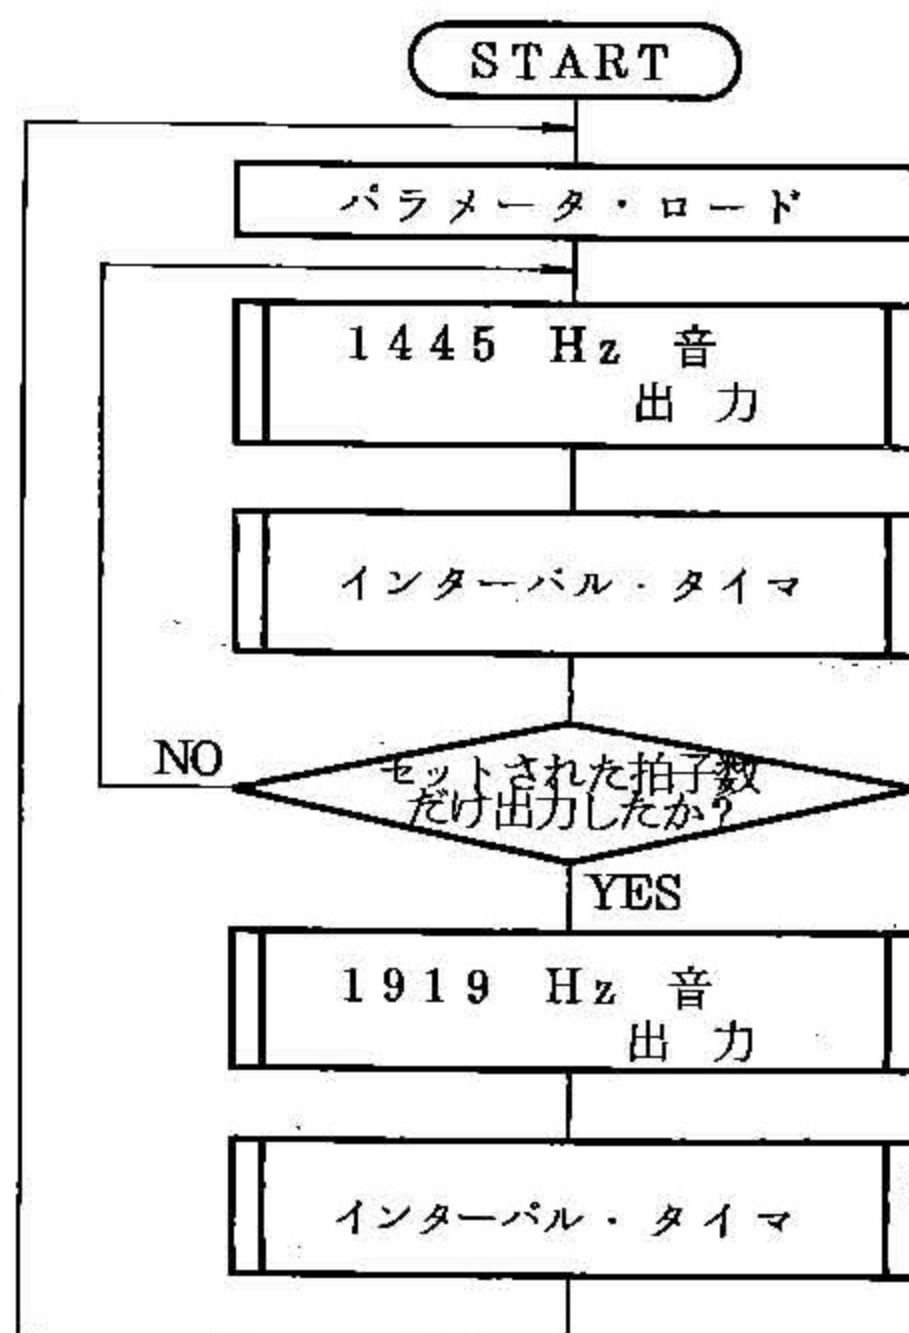 START
パラメータ・ロード
1445 Hz 音
出力
インターバル・タイマ
セットされた拍子数
だけ出力したか?
NO
YES
1919 Hz 音
出力
インターバル・タイマ